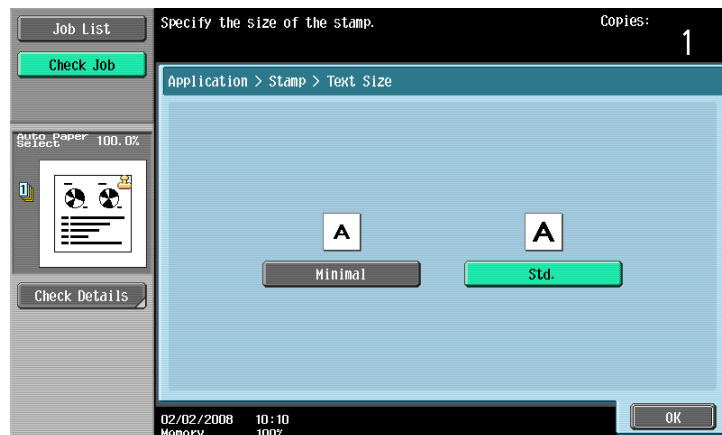 Job List
Check Job
Specify the size of the stamp.
Copies:
1
Application > Stamp > Text Size
Auto Paper
Select
100.0%
1
A
A
Minimal
Std.
Check Details
02/02/2008 10:10
Memory 100%
OK